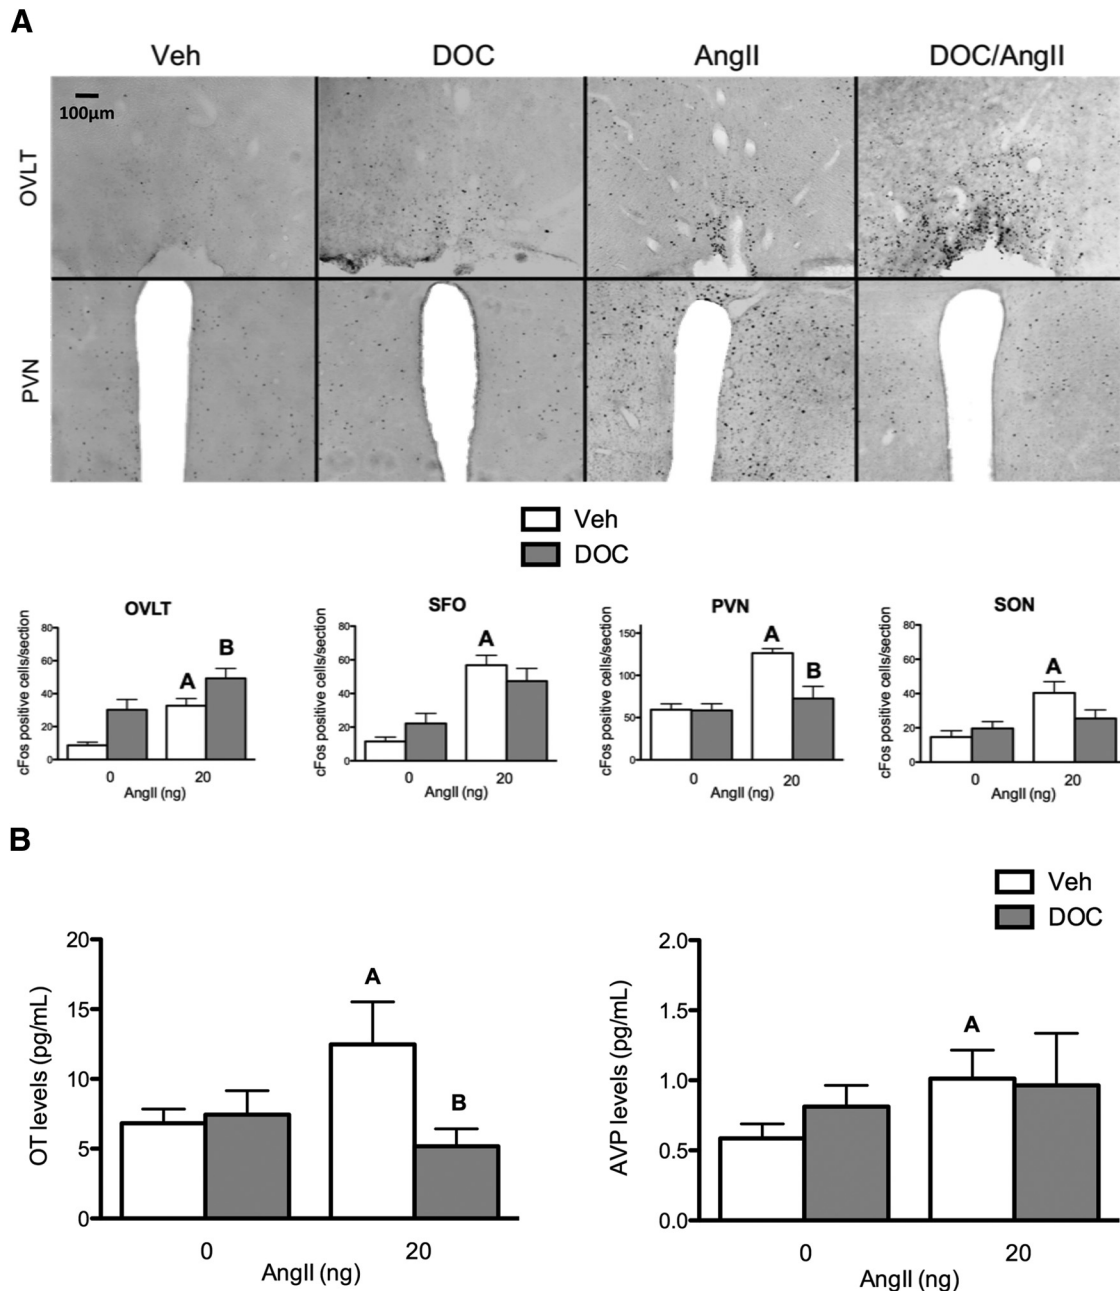 A
Veh DOC AngII DOC/AngII
100µm
OVLT
PVN
Veh
DOC
OVLT
cFos positive cells/section
80
60
40
20
0
A
B
0 20
AngII (ng)
SFO
cFos positive cells/section
80
60
40
20
0
A
0 20
AngII (ng)
PVN
cFos positive cells/section
150
100
50
0
A
B
0 20
AngII (ng)
SON
cFos positive cells/section
80
60
40
20
0
A
0 20
AngII (ng)
B
Veh
DOC
OT levels (pg/mL)
20
15
10
5
0
A
B
0 20
AngII (ng)
AVP levels (pg/mL)
2.0
1.5
1.0
0.5
0.0
A
0 20
AngII (ng)